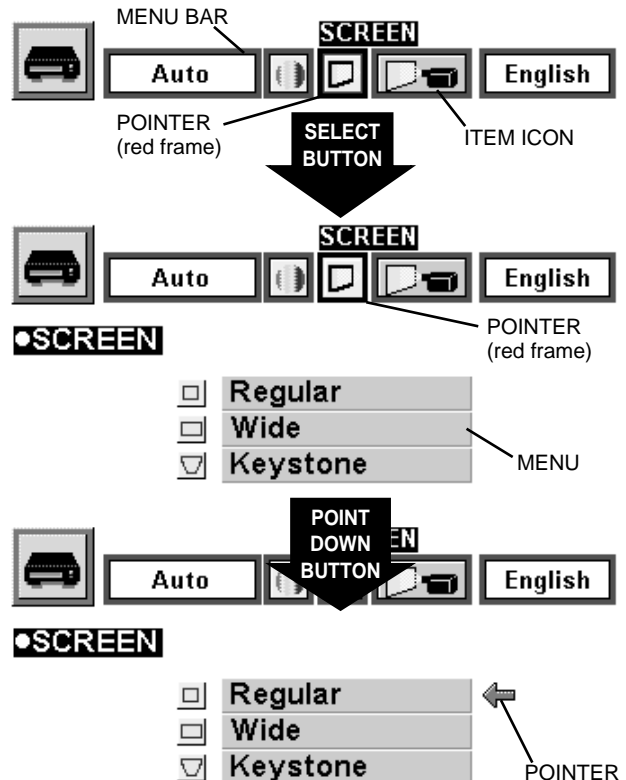 MENU BAR
SCREEN
Auto
English
POINTER
(red frame)
SELECT
BUTTON
ITEM ICON
SCREEN
Auto
English
POINTER
(red frame)
●SCREEN
Regular
Wide
Keystone
MENU
POINT
DOWN
BUTTON
EN
Auto
English
●SCREEN
Regular
Wide
Keystone
POINTER